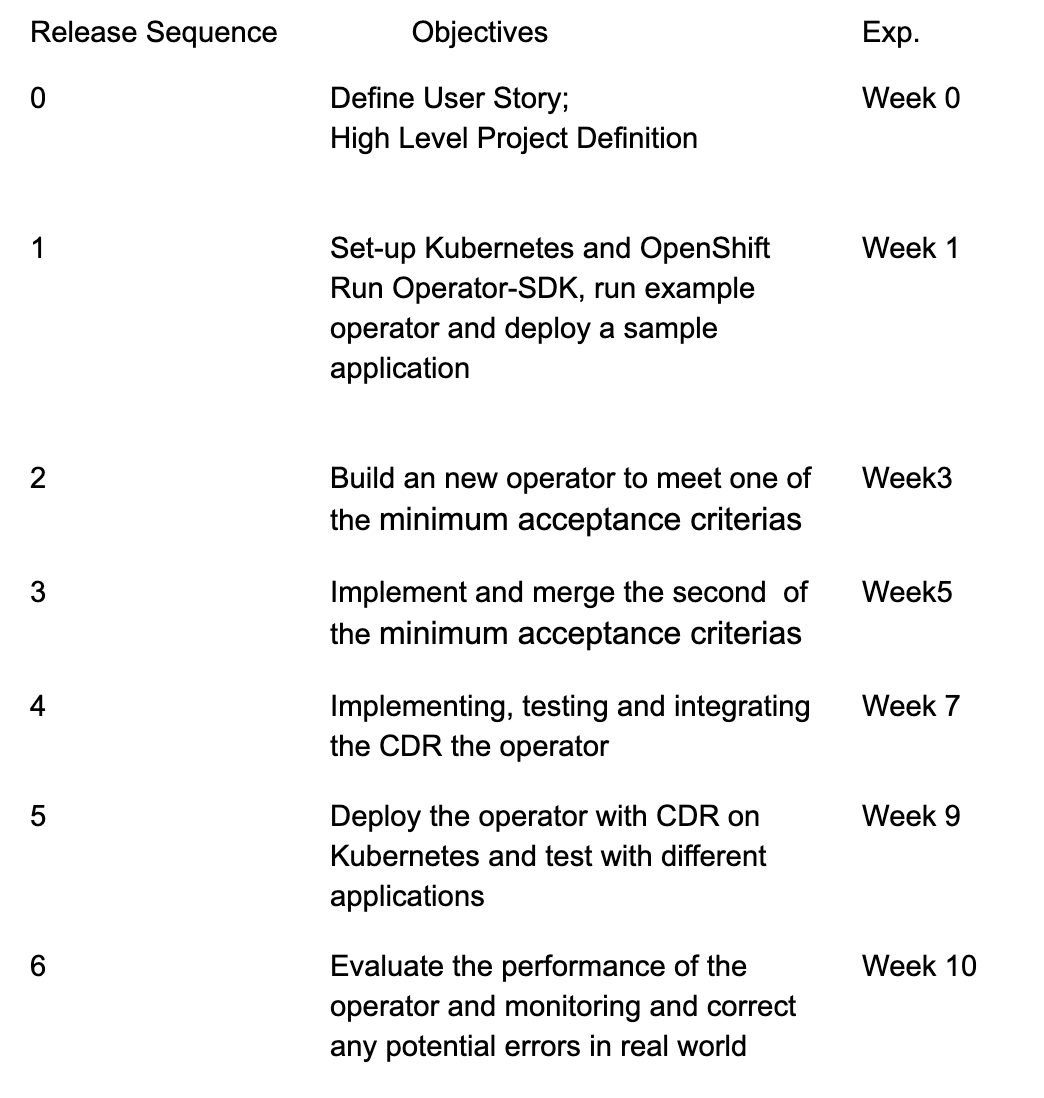 Release Sequence Objectives Exp.
0 Define User Story; Week 0
High Level Project Definition
1 Set-up Kubernetes and OpenShift Week 1
Run Operator-SDK, run example
operator and deploy a sample
application
2 Build an new operator to meet one of Week3
the minimum acceptance criterias
3 Implement and merge the second  of Week5
the minimum acceptance criterias
4 Implementing, testing and integrating Week 7
the CDR the operator
5 Deploy the operator with CDR on Week 9
Kubernetes and test with different
applications
6 Evaluate the performance of the Week 10
operator and monitoring and correct
any potential errors in real world